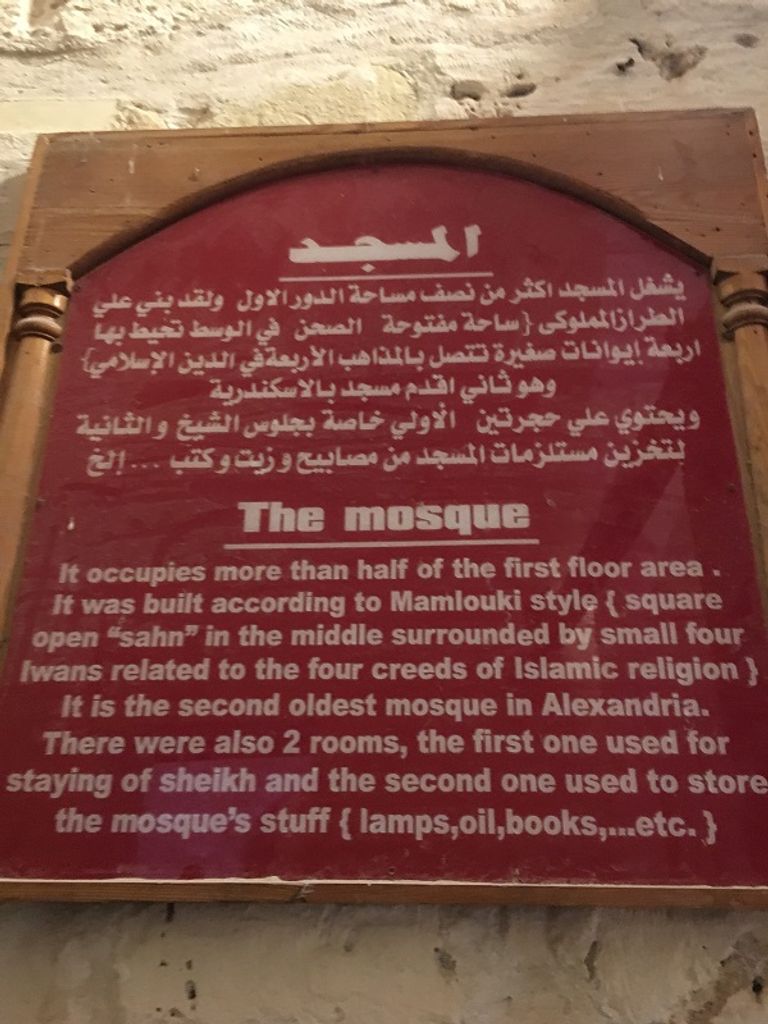 المسجد
يشغل المسجد اكثر من نصف مساحة الدور الاول ولقد بني علي
الطراز المملوكى {ساحة مفتوحة الصحن في الوسط تحيط بها
اربعة إيوانات صغيرة تتصل بالمذاهب الأربعة في الدين الإسلامي}
وهو ثاني اقدم مسجد بالاسكندرية
ويحتوي علي حجرتين الأولي خاصة بجلوس الشيخ والثانية
لتخزين مستلزمات المسجد من مصابيح وزيت وكتب ...إلخ
The mosque
It occupies more than half of the first floor area .
It was built according to Mamlouki style { square
open “sahn” in the middle surrounded by small four
Iwans related to the four creeds of Islamic religion }
It is the second oldest mosque in Alexandria.
There were also 2 rooms, the first one used for
staying of sheikh and the second one used to store
the mosque’s stuff { lamps,oil,books,...etc. }